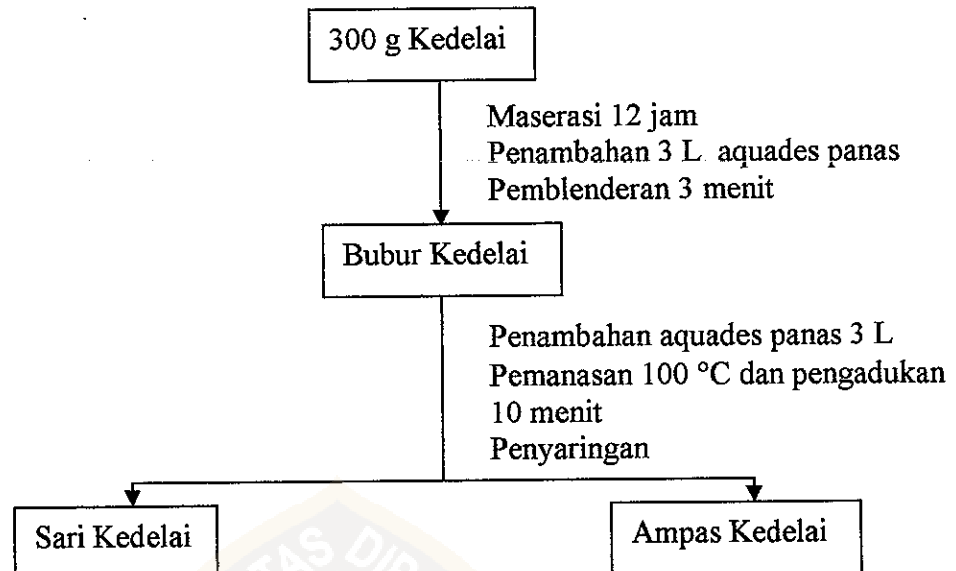 300 g Kedelai
Maserasi 12 jam
Penambahan 3 L aquades panas
Pemblenderan 3 menit
Bubur Kedelai
Penambahan aquades panas 3 L
Pemanasan 100 °C dan pengadukan
10 menit
Penyaringan
Sari Kedelai
Ampas Kedelai